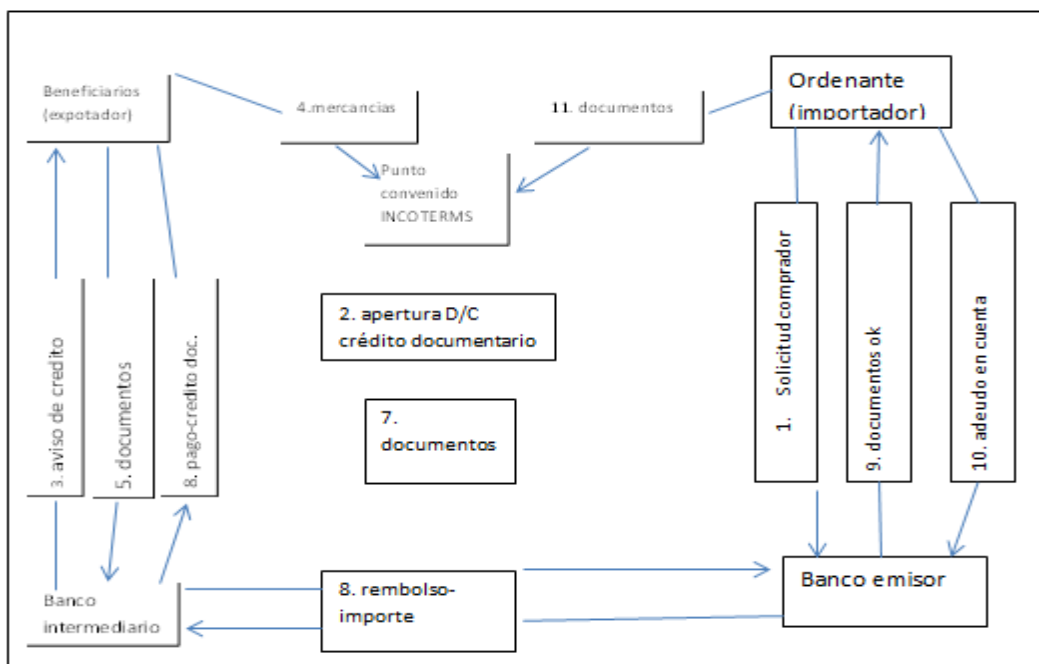 Beneficiarios
(expotador)
4.mercancias
11. documentos
Ordenante
(importador)
Punto
convenido
INCOTERMS
2. apertura D/C
crédito documentario
7.
documentos
3. aviso de credito
5. documentos
8. pago-credito doc.
1. Solicitud comprador
9. documentos ok
10. adeudo en cuenta
Banco
intermediario
8. rembolso-
importe
Banco emisor